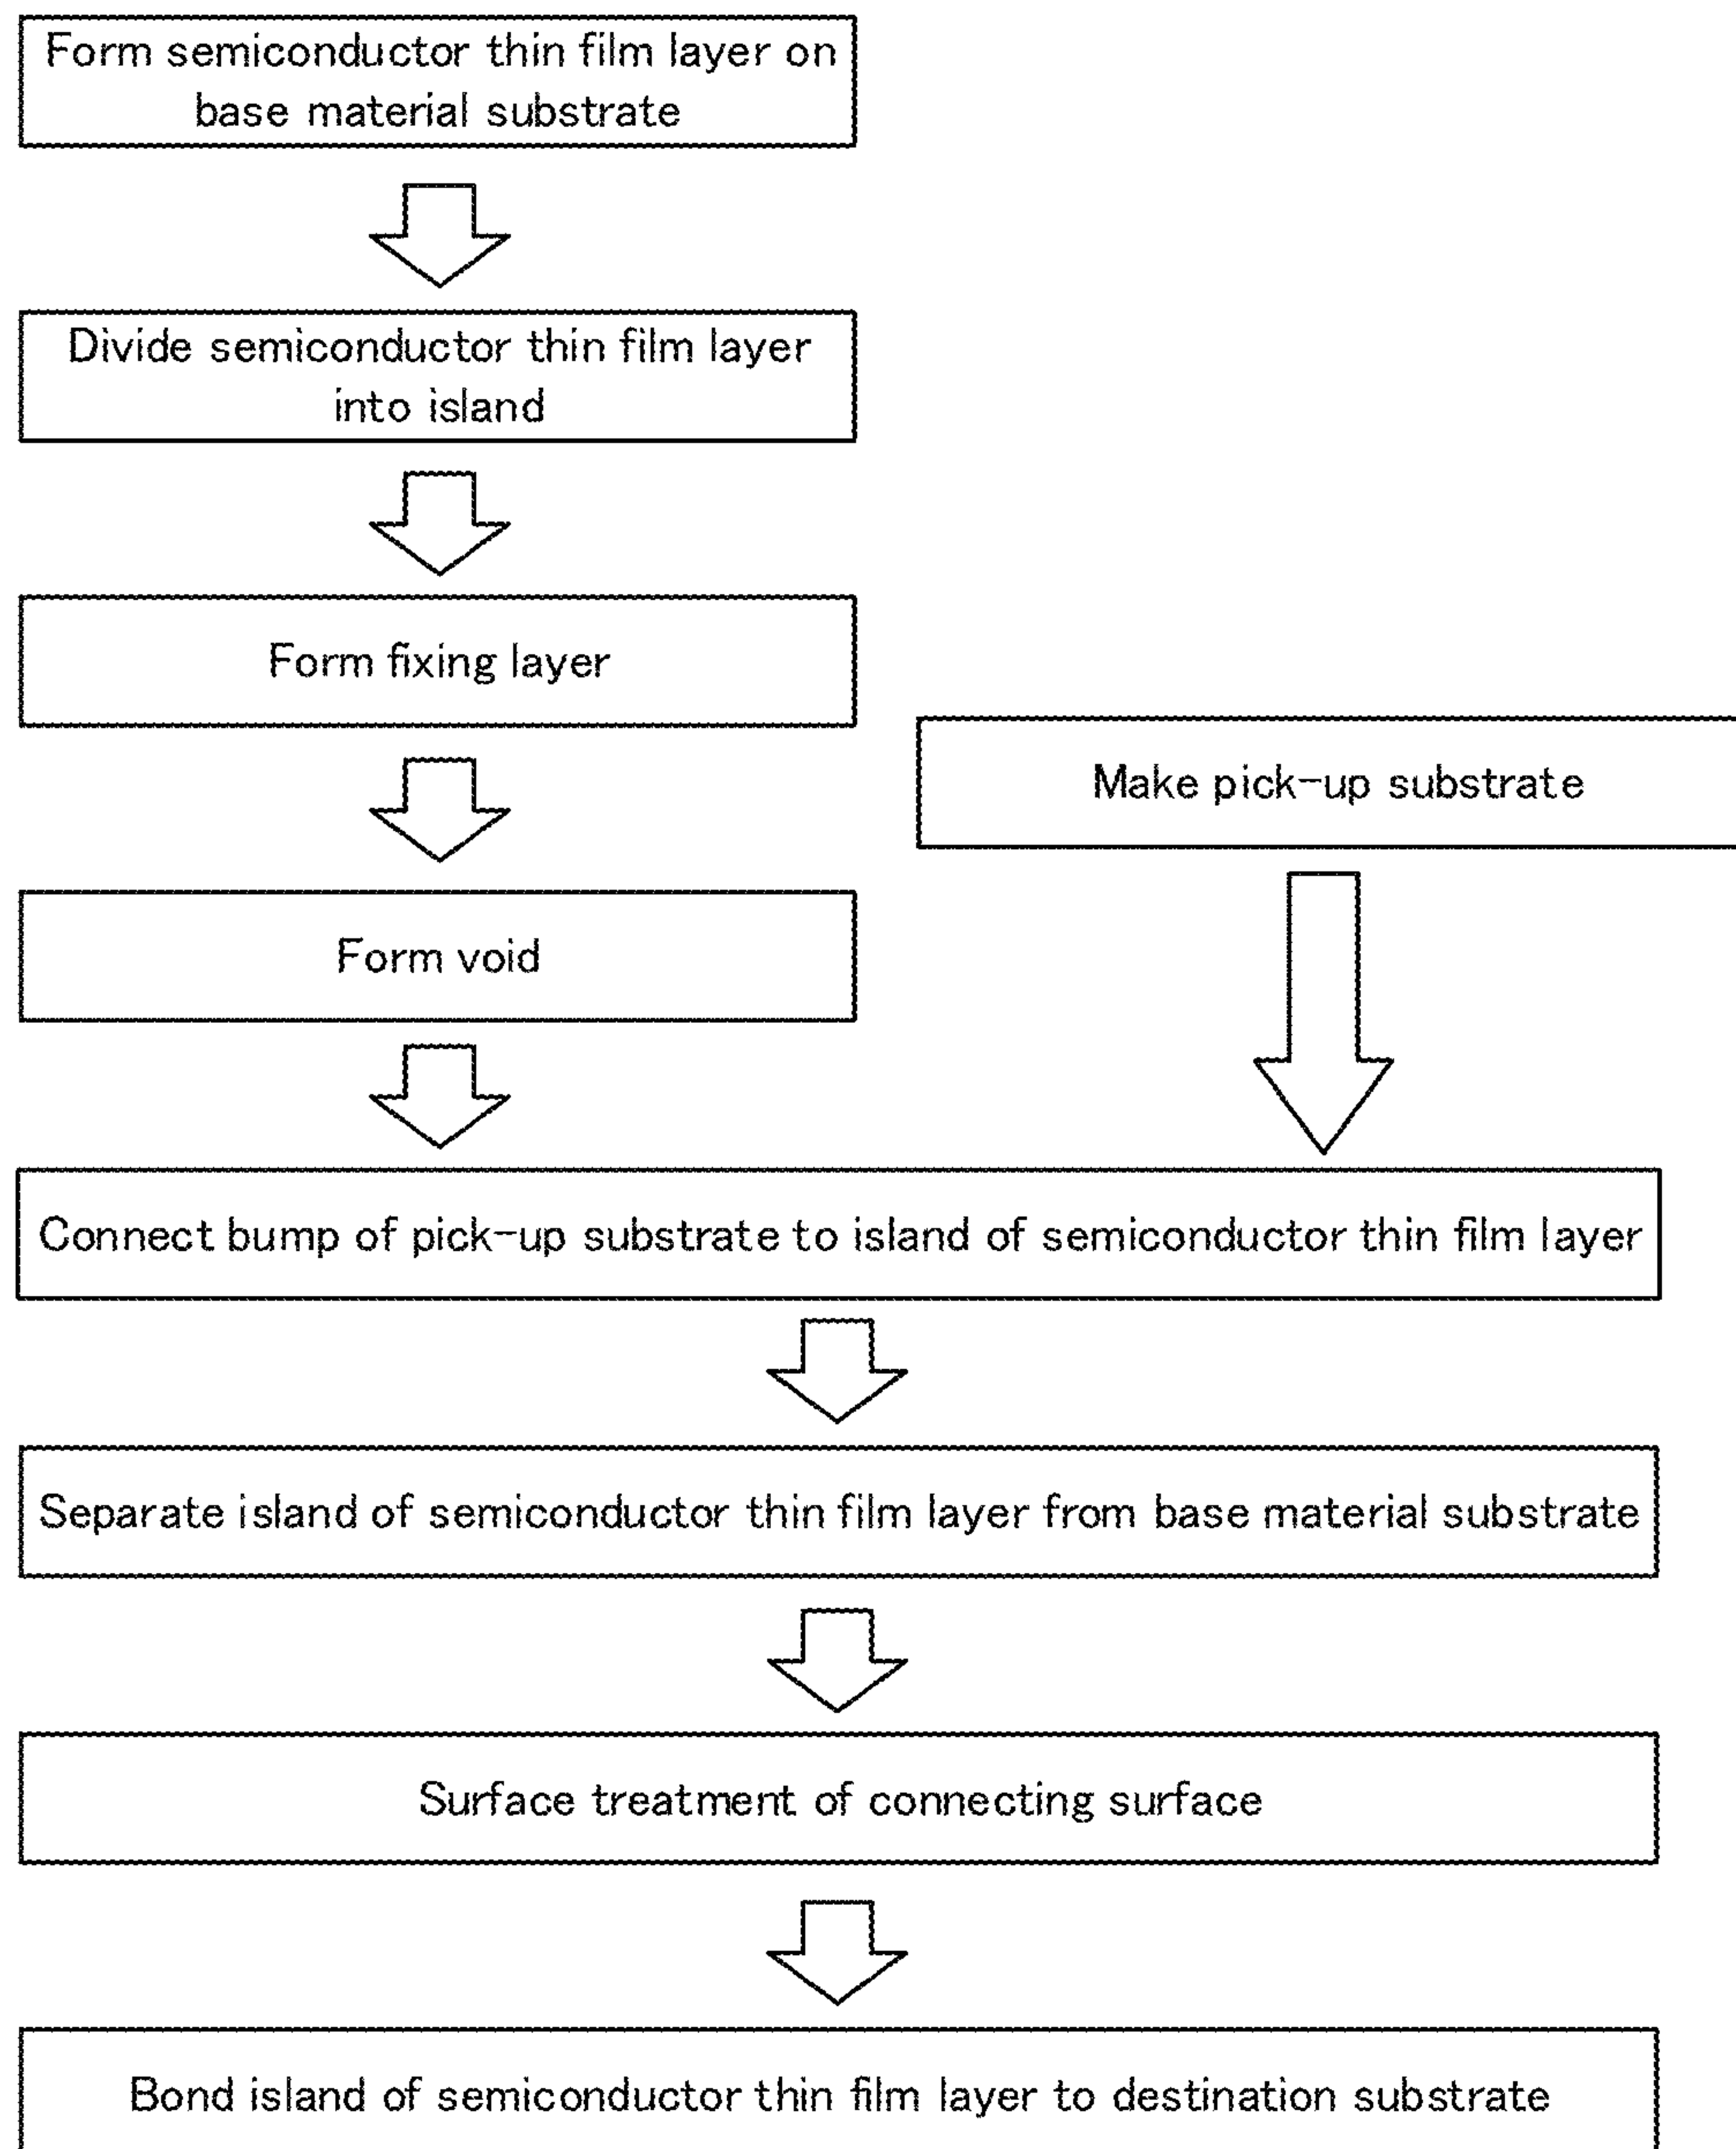 Form semiconductor thin film layer on
base material substrate
Divide semiconductor thin film layer
into island
Form fixing layer
Make pick-up substrate
Form void
Connect bump of pick-up substrate to island of semiconductor thin film layer
Separate island of semiconductor thin film layer from base material substrate
Surface treatment of connecting surface
Bond island of semiconductor thin film layer to destination substrate